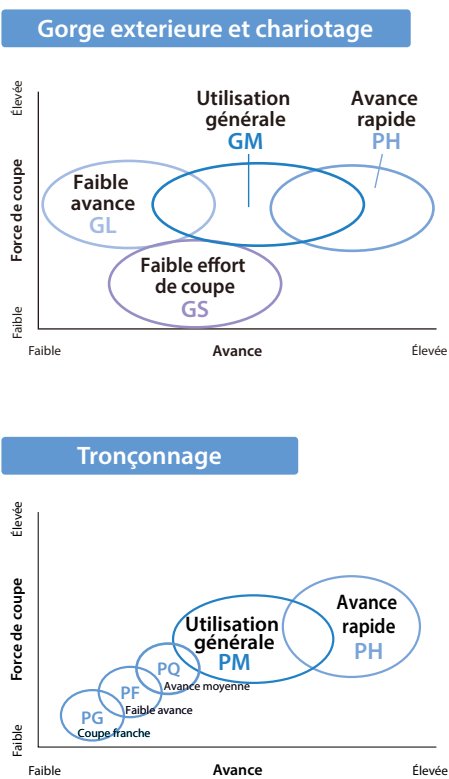 Gorge exterieure et chariotage
Élevée
Force de coupe
Faible
Utilisation
générale
GM
Avance
rapide
PH
Faible
avance
GL
Faible effort
de coupe
GS
Faible
Avance
Élevée
Tronçonnage
Élevée
Force de coupe
Faible
Avance
rapide
PH
Utilisation
générale
PM
PQ
Avance moyenne
PF
Faible avance
PG
Coupe franche
Faible
Avance
Élevée